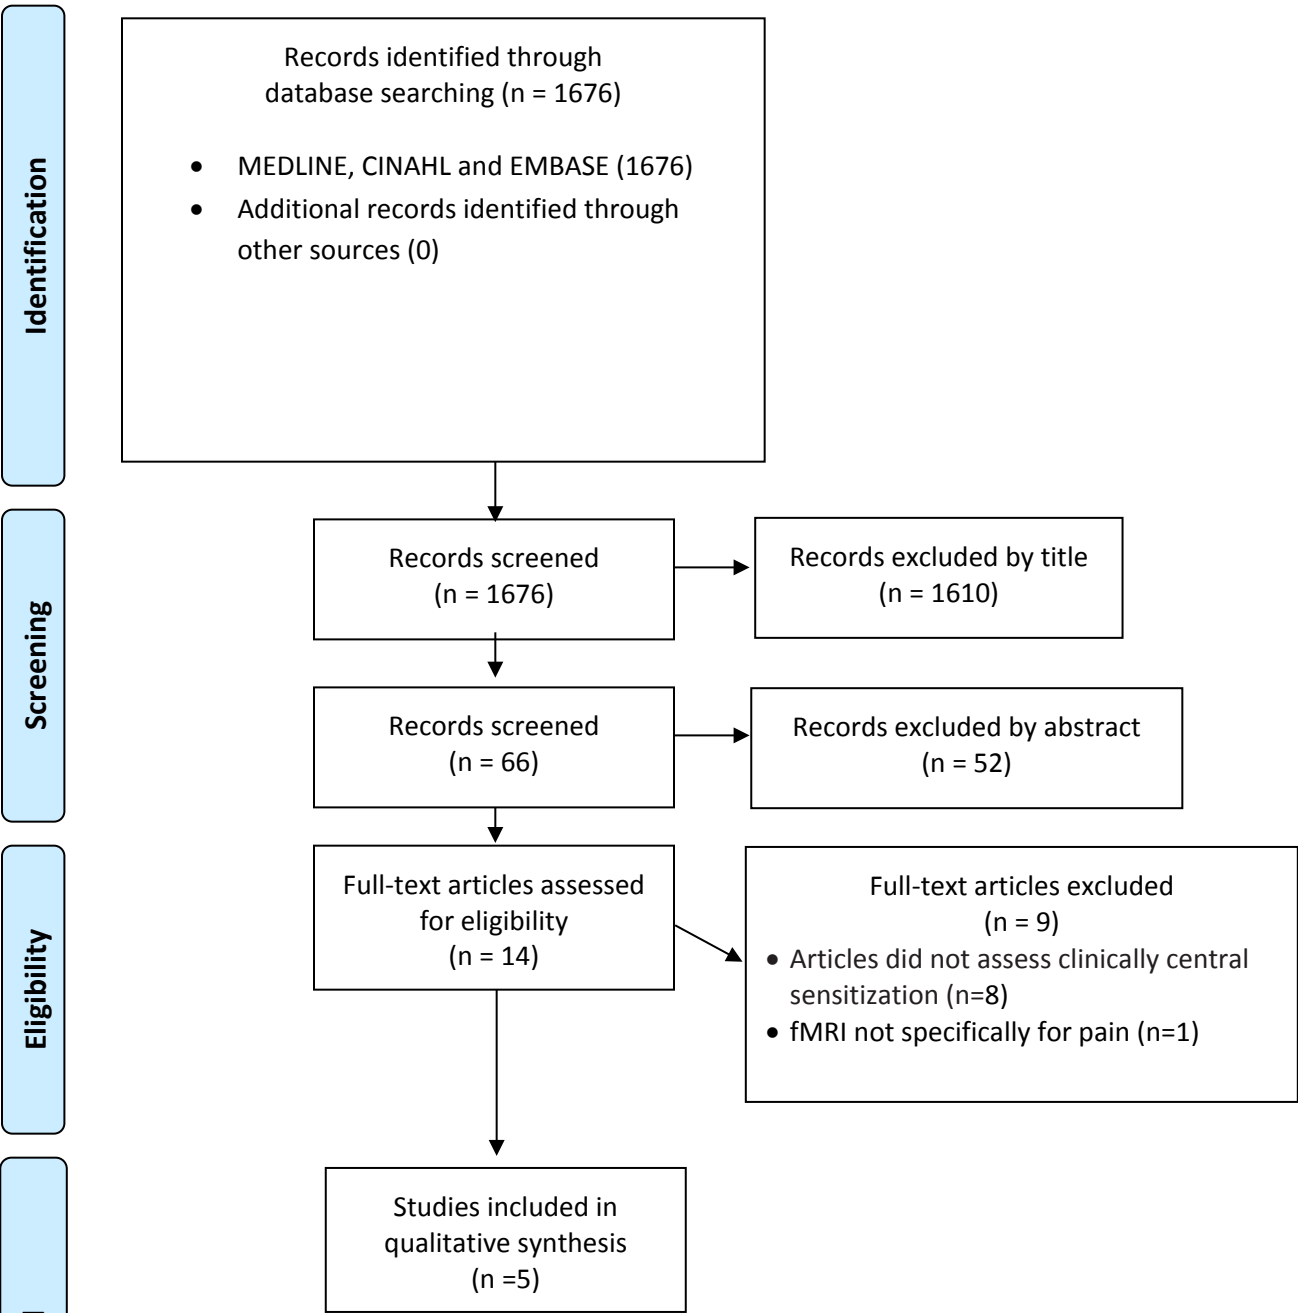 Identification
Records identified through
database searching (n = 1676)
• MEDLINE, CINAHL and EMBASE (1676)
• Additional records identified through
other sources (0)
Screening
Records screened
(n = 1676)
Records excluded by title
(n = 1610)
Records screened
(n = 66)
Records excluded by abstract
(n = 52)
Eligibility
Full-text articles assessed
for eligibility
(n = 14)
Full-text articles excluded
(n = 9)
• Articles did not assess clinically central
sensitization (n=8)
• fMRI not specifically for pain (n=1)
Studies included in
qualitative synthesis
(n =5)